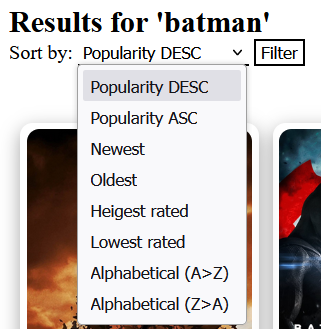 Results for 'batman'
Sort by: Popularity DESC Filter
Popularity DESC
Popularity ASC
Newest
Oldest
Heigest rated
Lowest rated
Alphabetical (A>Z)
Alphabetical (Z>A)
B A